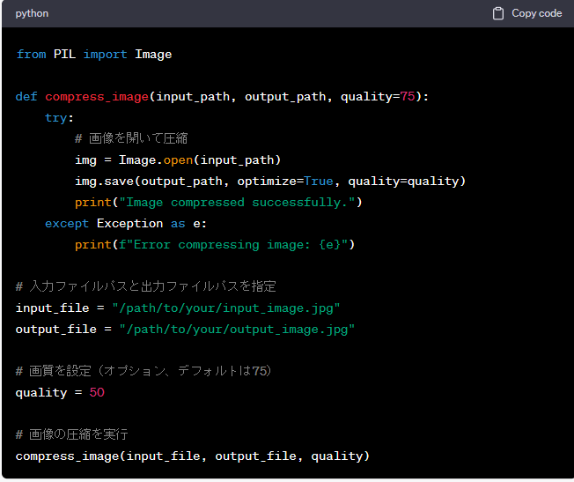 python
Copy code
from PIL import Image
def compress_image(input_path, output_path, quality=75):
try:
# 画像を開いて圧縮
img = Image.open(input_path)
img.save(output_path, optimize=True, quality=quality)
print("Image compressed successfully.")
except Exception as e:
print(f"Error compressing image: {e}")
# 入力ファイルパスと出力ファイルパスを指定
input_file = "/path/to/your/input_image.jpg"
output_file = "/path/to/your/output_image.jpg"
# 画質を設定（オプション、デフォルトは75）
quality = 50
# 画像の圧縮を実行
compress_image(input_file, output_file, quality)